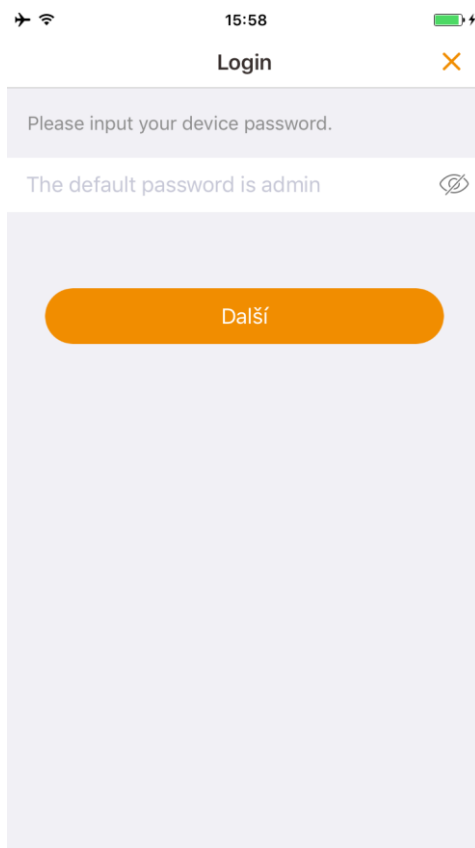 15:58
Login
Please input your device password.
The default password is admin
Další